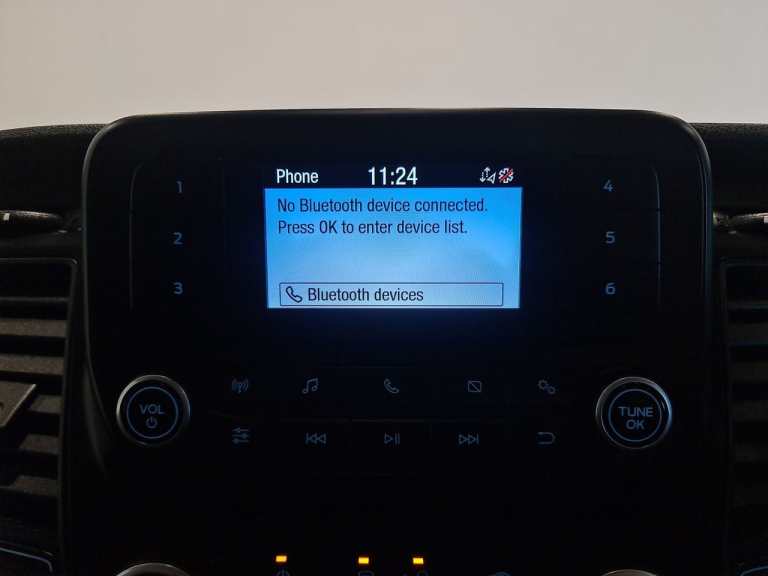 Phone 11:24
No Bluetooth device connected.
Press OK to enter device list.
Bluetooth devices
1
2
3
4
5
6
VOL
TUNE
OK